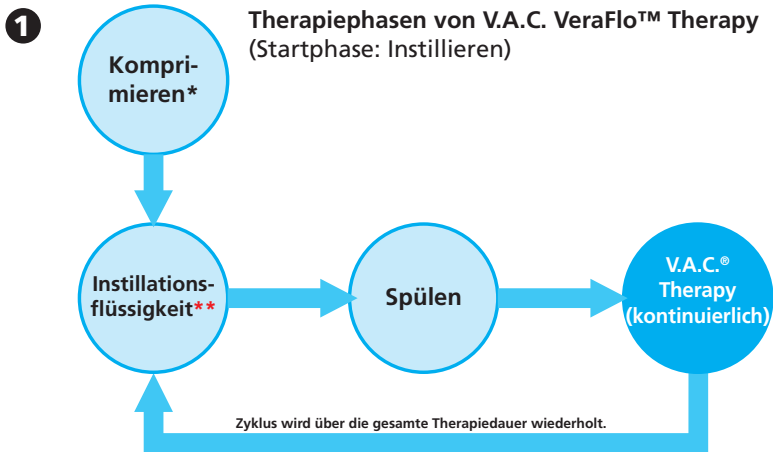 1
Therapiephasen von V.A.C. VeraFlo™ Therapy
(Startphase: Instillieren)
Kompri-
mieren*
Instillations-
flüssigkeit**
Spülen
V.A.C.®
Therapy
(kontinuierlich)
Zyklus wird über die gesamte Therapiedauer wiederholt.